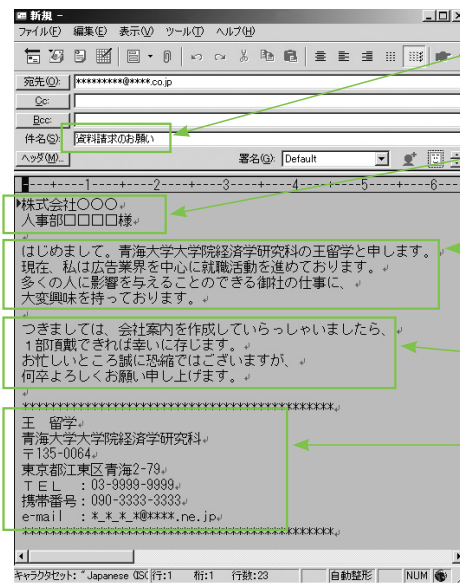 新規 -
ファイル(F) 編集(E) 表示(V) ツール(T) ヘルプ(H)
宛先(O): *********@****.co.jp
Cc:
Bcc:
件名(S): 資料請求のお願い
ヘッダ(M)... 署名(G): Default
----+----1----+----2----+----3----+----4----+----5----+----6--
株式会社○○○
人事部□□□□様
はじめまして。青海大学大学院経済学研究科の王留学と申します。
現在、私は広告業界を中心に就職活動を進めております。
多くの人に影響を与えることのできる御社の仕事に、
大変興味を持っております。
つきましては、会社案内を作成していらっしゃいましたら、
1部頂戴できれば幸いに存じます。
お忙しいところ誠に恐縮ではございますが、
何卒よろしくお願い申し上げます。
*******************************************
王 留学
青海大学大学院経済学研究科
〒135-0064
東京都江東区青海2-79
TEL :03-9999-9999
携帯番号:090-3333-3333
e-mail :*_*_*_*@****.ne.jp
*******************************************
キャラクタセット: "Japanese (ISO 行:1 桁:1 行数:23 自動整形 NUM